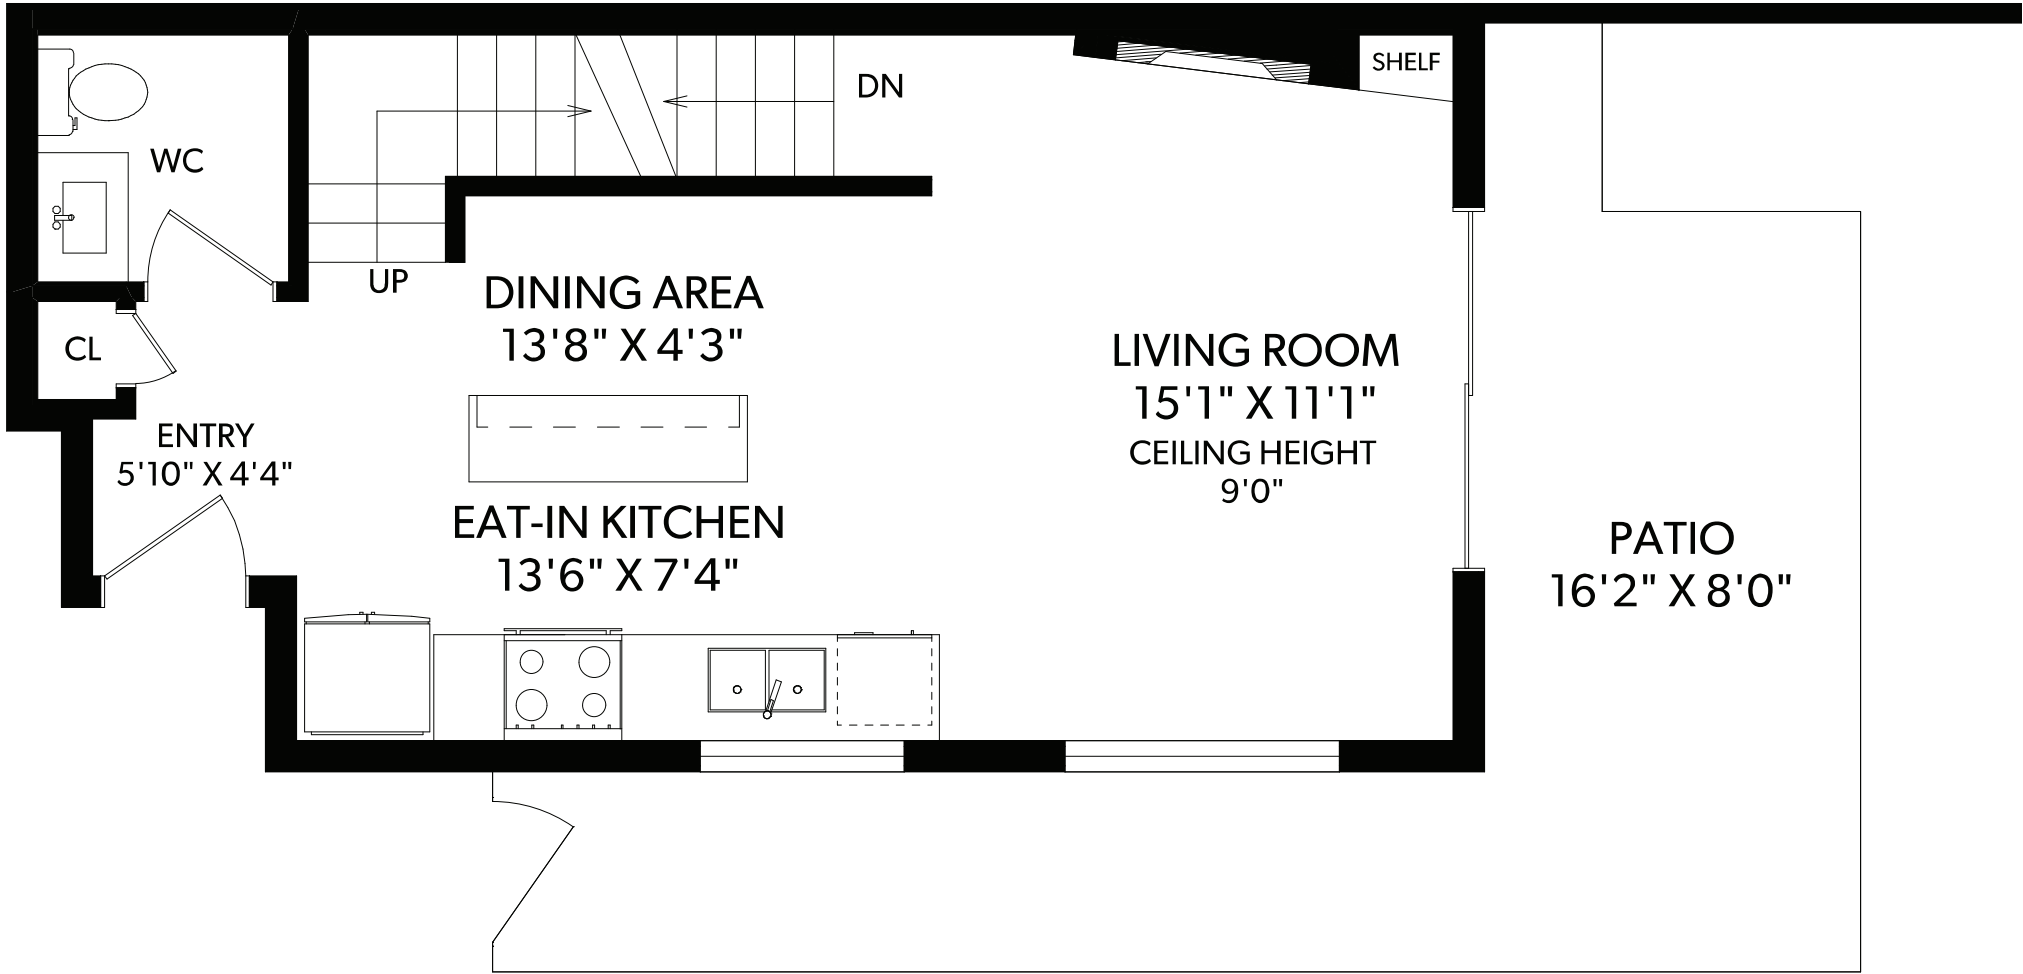 SHELF
DN
WC
UP
DINING AREA
13'8" X 4'3"
CL
LIVING ROOM
15'1" X 11'1"
CEILING HEIGHT
9'0"
ENTRY
5'10" X 4'4"
EAT-IN KITCHEN
13'6" X 7'4"
PATIO
16'2" X 8'0"